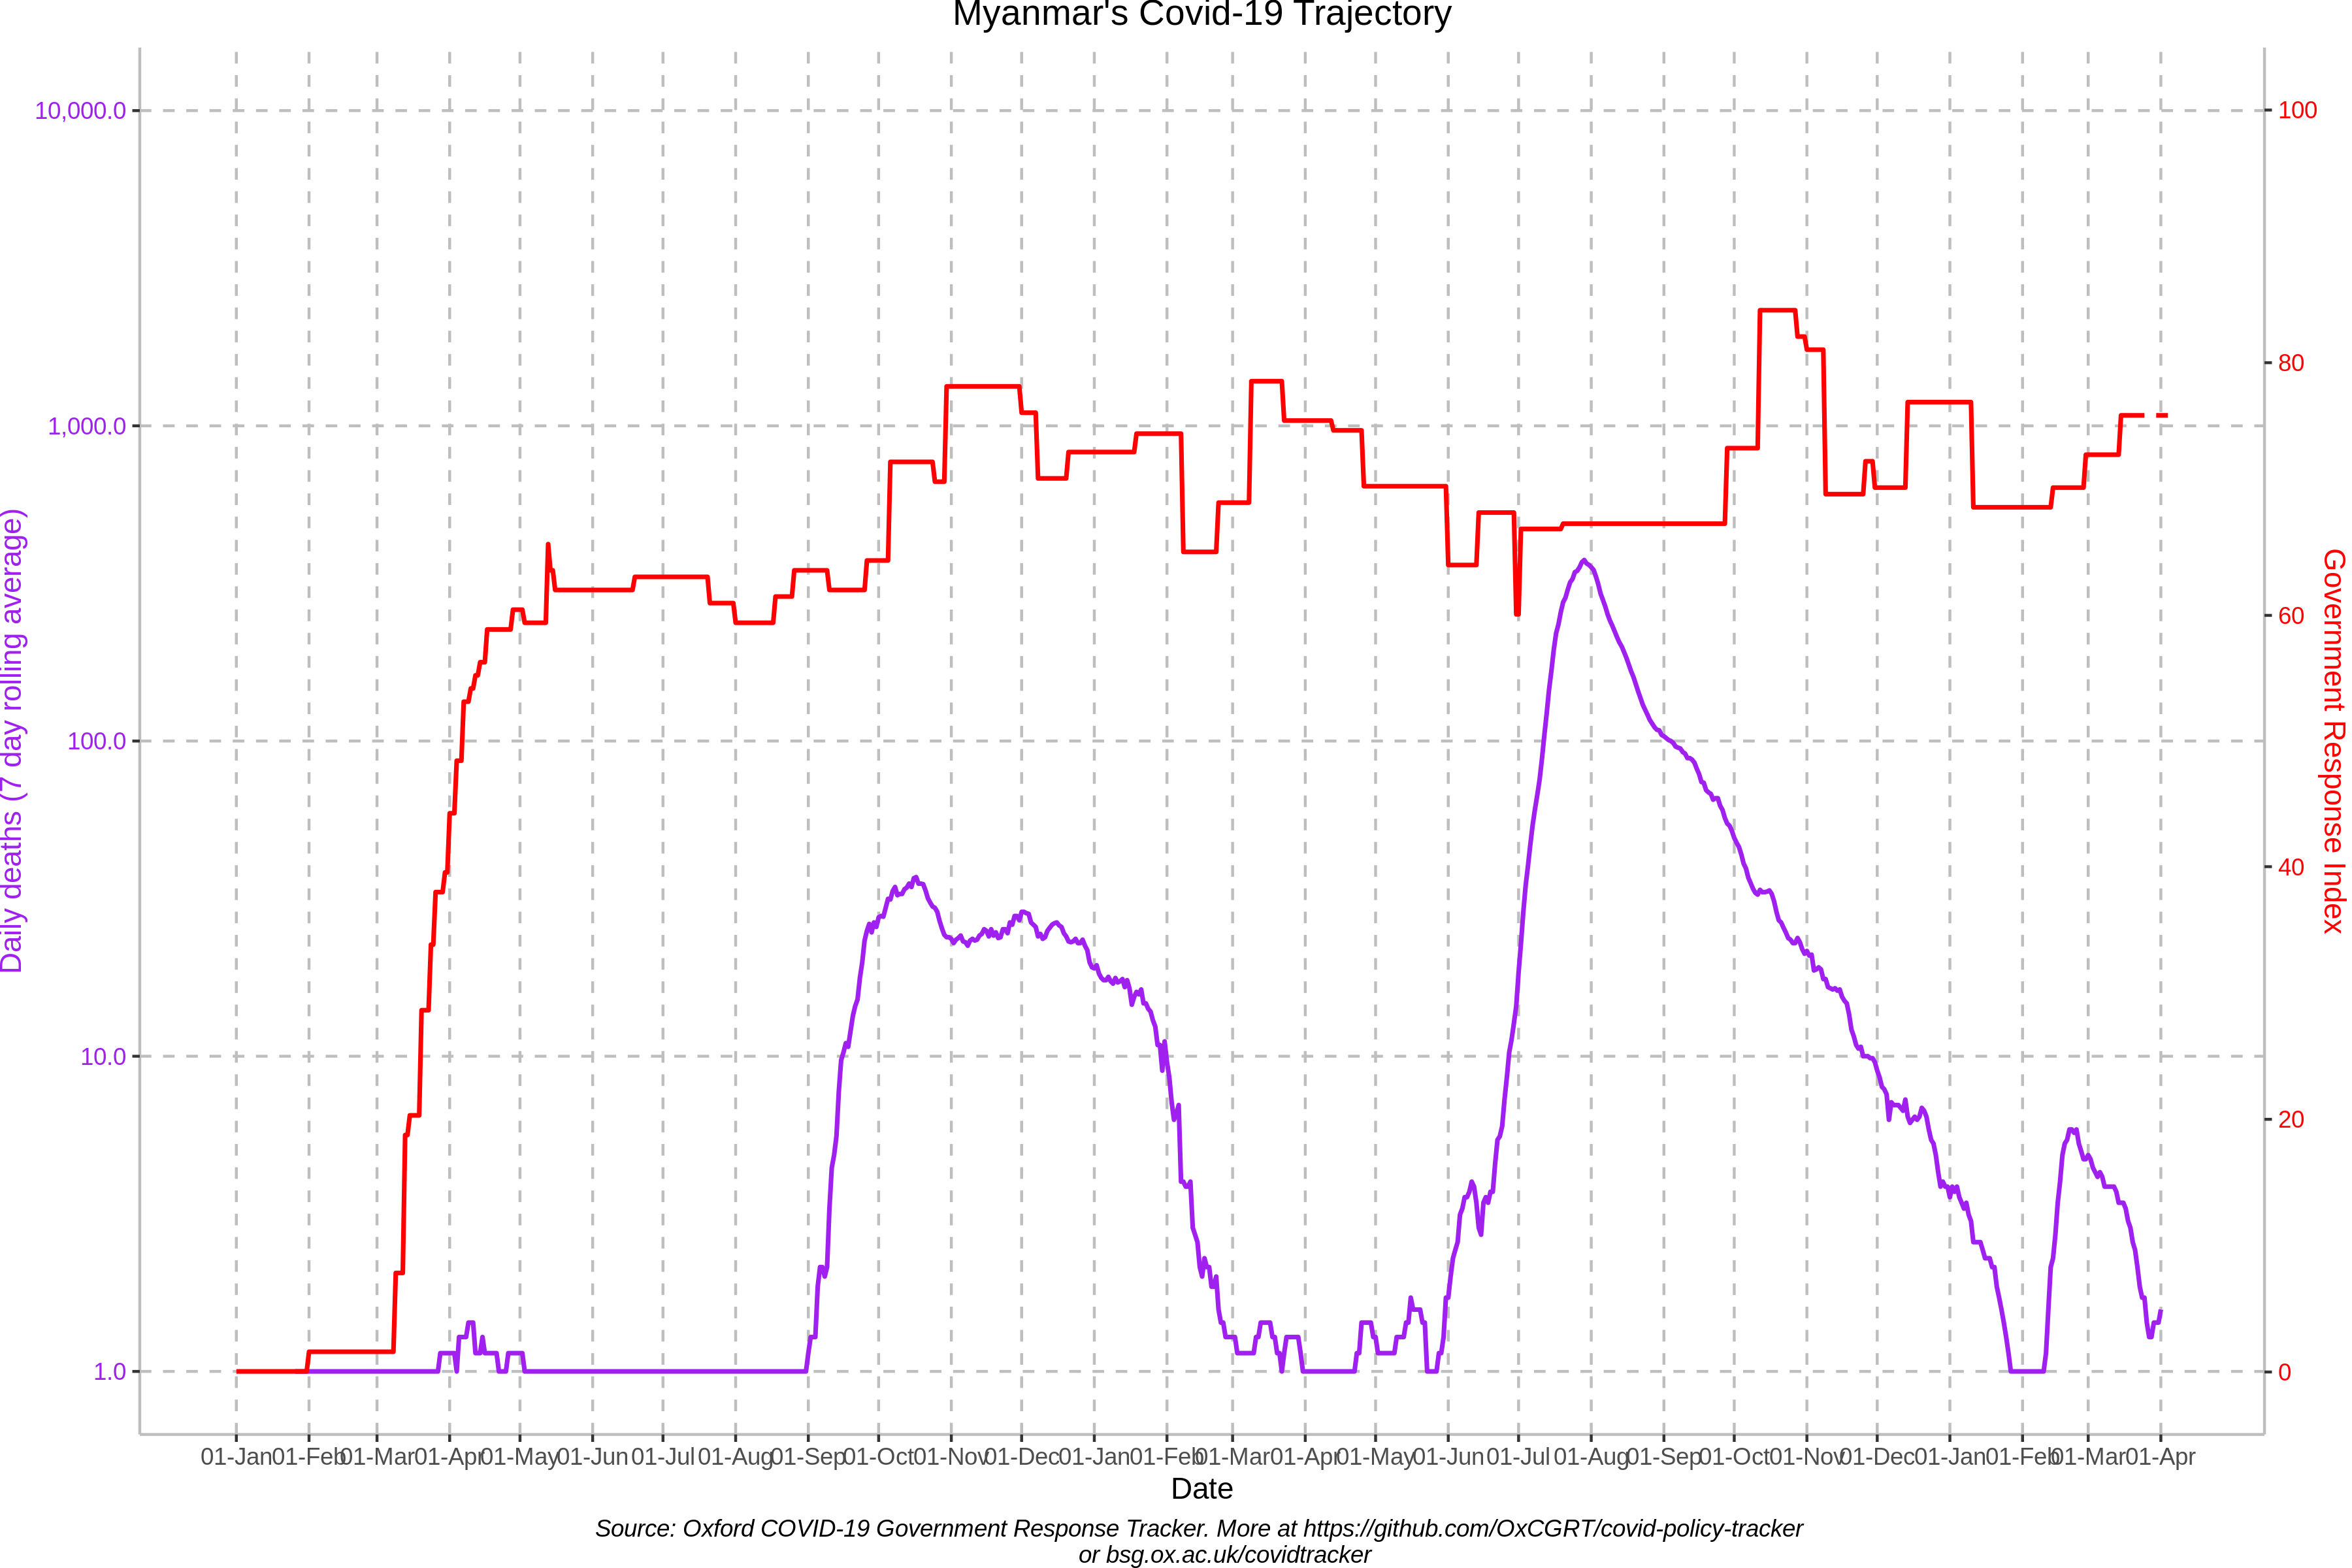 Myanmar's Covid-19 Trajectory
10,000.0
1,000.0
100.0
10.0
1.0
Daily deaths (7 day rolling average)
100
80
60
40
20
0
Government Response Index
01-Jan 01-Feb 01-Mar 01-Apr 01-May 01-Jun 01-Jul 01-Aug 01-Sep 01-Oct 01-Nov 01-Dec 01-Jan 01-Feb 01-Mar 01-Apr 01-May 01-Jun 01-Jul 01-Aug 01-Sep 01-Oct 01-Nov 01-Dec 01-Jan 01-Feb 01-Mar 01-Apr
Date
Source: Oxford COVID-19 Government Response Tracker. More at https://github.com/OxCGRT/covid-policy-tracker
or bsg.ox.ac.uk/covidtracker